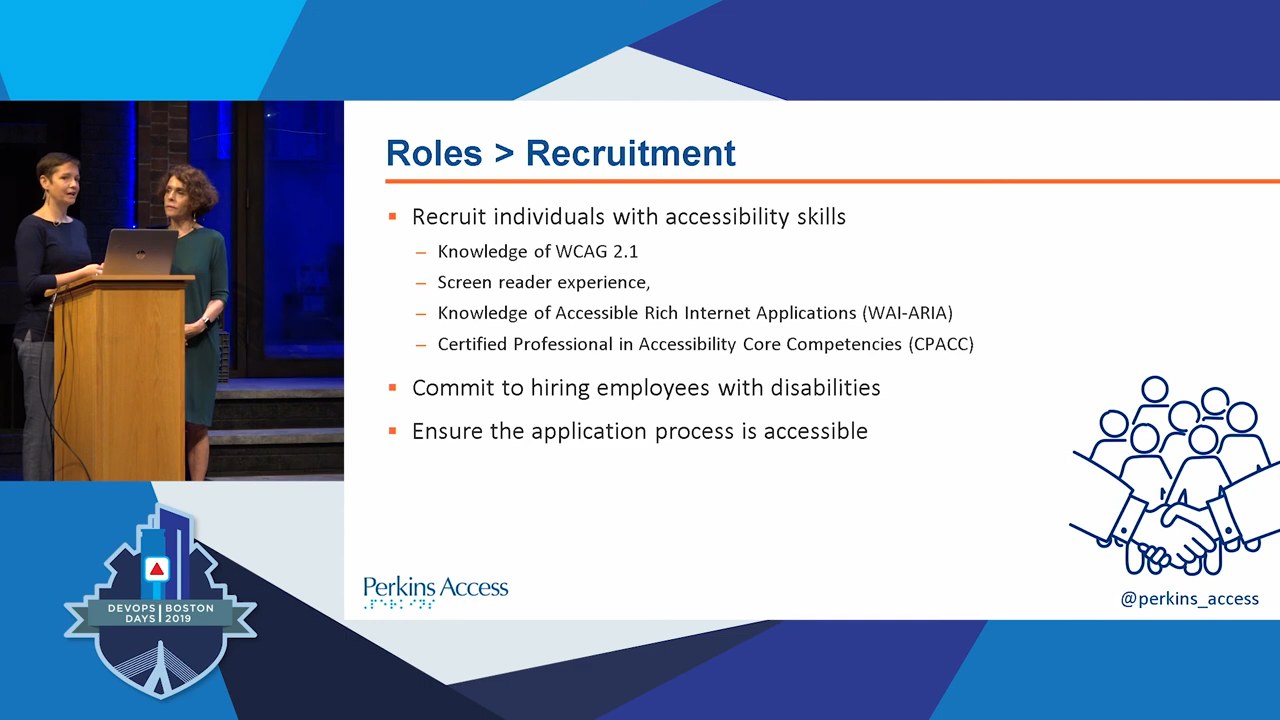 Roles > Recruitment
▪ Recruit individuals with accessibility skills
– Knowledge of WCAG 2.1
– Screen reader experience,
– Knowledge of Accessible Rich Internet Applications (WAI-ARIA)
– Certified Professional in Accessibility Core Competencies (CPACC)
▪ Commit to hiring employees with disabilities
▪ Ensure the application process is accessible
Perkins Access
@perkins_access
DEVOPS | BOSTON
DAYS | 2019